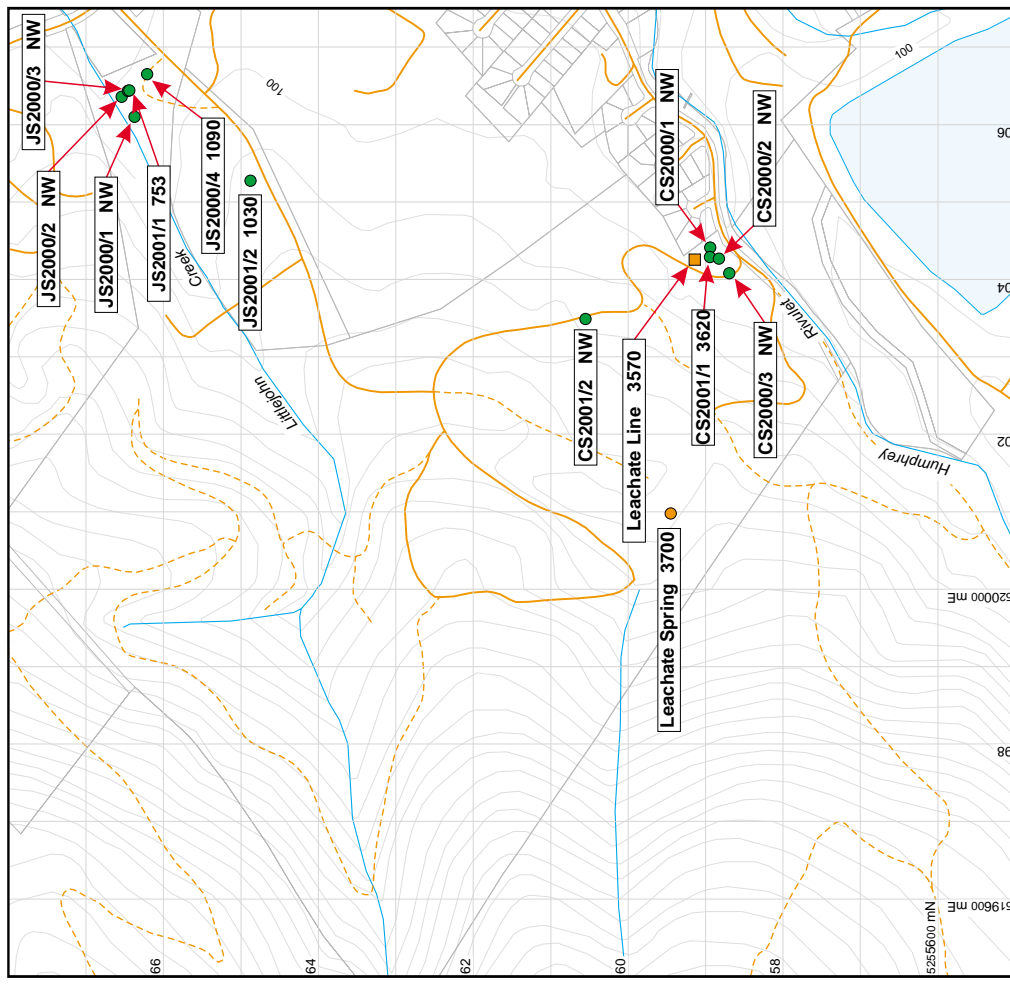 JS2000/3 NW
JS2000/2 NW
JS2000/1 NW
JS2001/1 753
JS2000/4 1090
JS2001/2 1030
CS2000/1 NW
CS2000/2 NW
CS2001/2 NW
Leachate Line 3570
CS2001/1 3620
CS2000/3 NW
Leachate Spring 3700
Creek
Littlejohn
Rivulet
Humphrey
100
100
06
04
02
520000 mE
98
519600 mE
66
64
62
60
58
5255600 mN